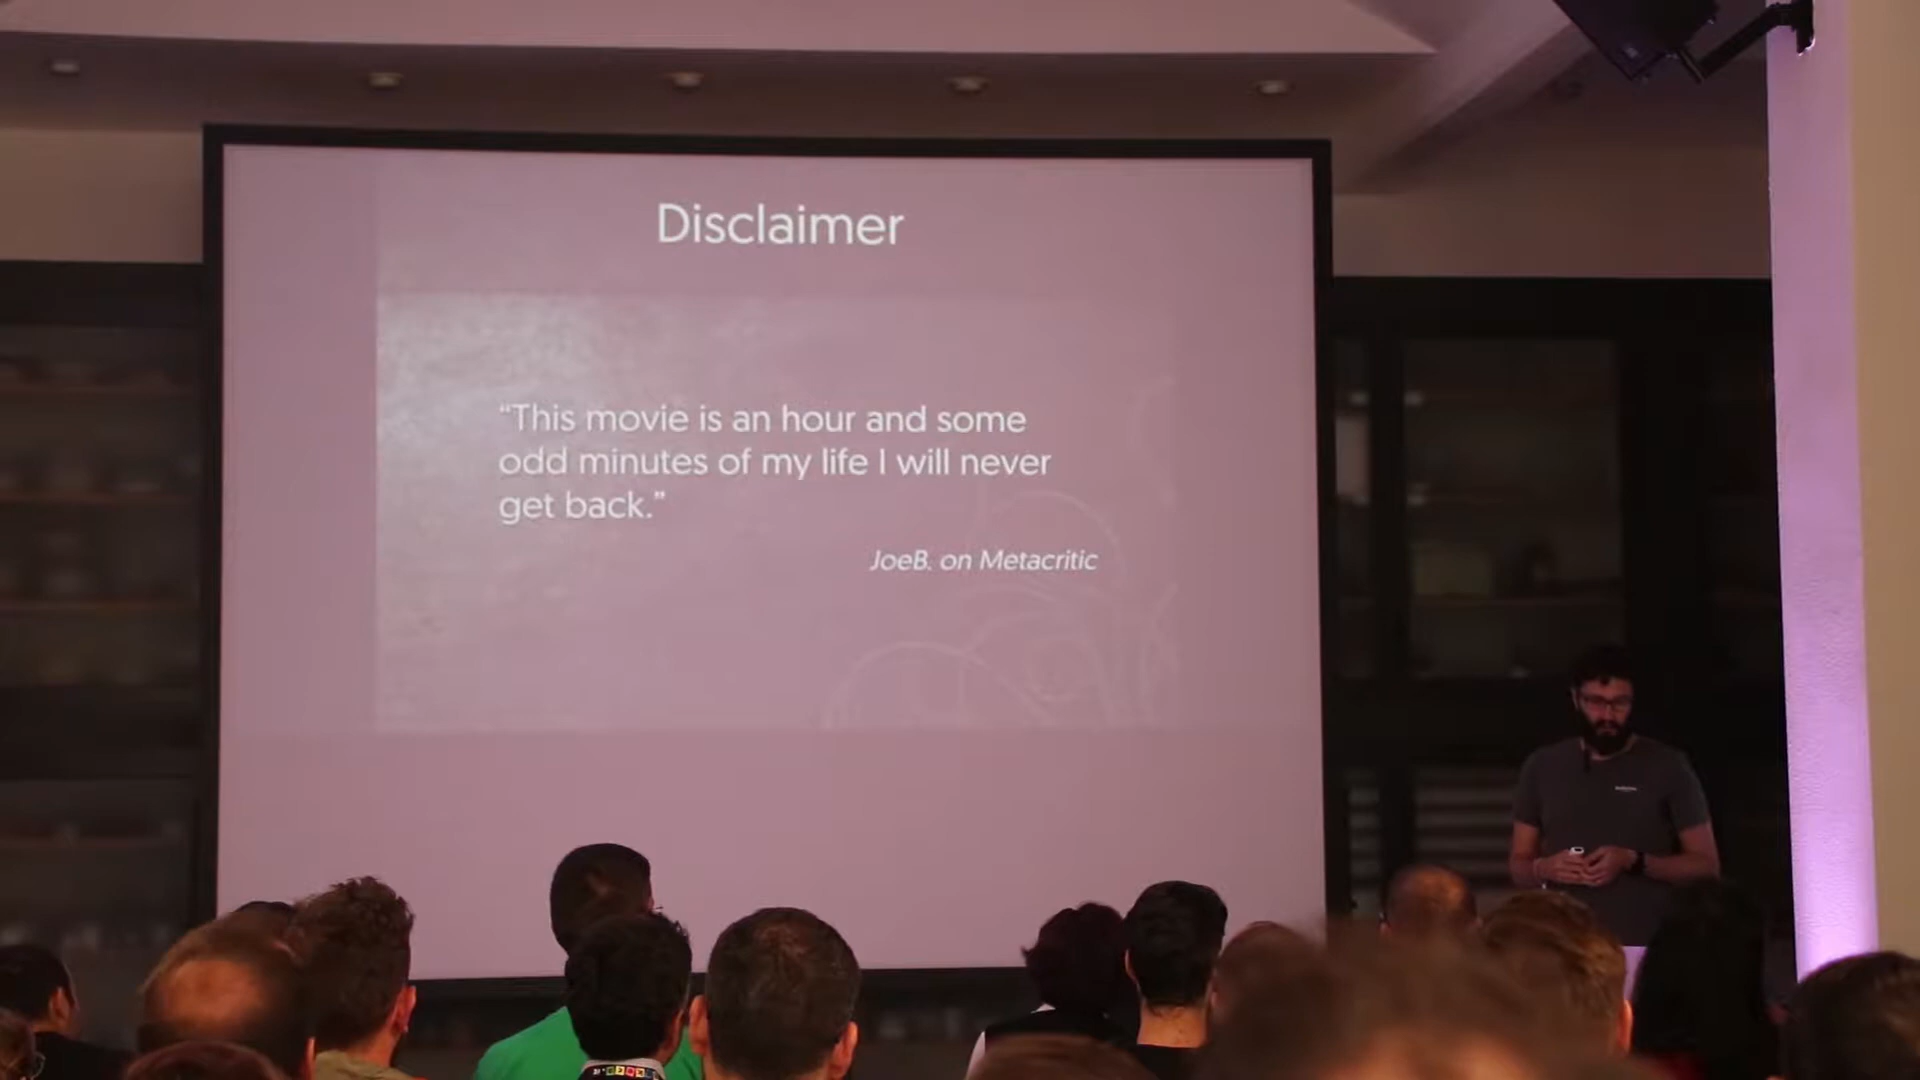 Disclaimer
“This movie is an hour and some
odd minutes of my life I will never
get back.”
JoeB. on Metacritic